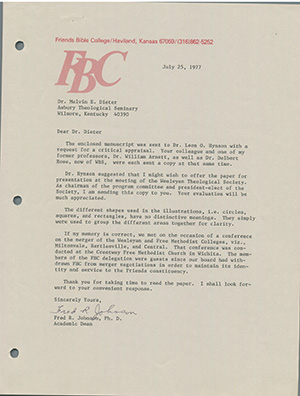 Friends Bible College/Haviland, Kansas 67059/(316)862-5252
FBC
July 25, 1977
Dr. Melvin E. Dieter
Asbury Theological Seminary
Wilmore, Kentucky 40390
Dear Dr. Dieter
The enclosed manuscript was sent to Dr. Leon O. Hynson with a
request for a critical appraisal. Your colleague and one of my
former professors, Dr. William Arnett, as well as Dr. Delbert
Rose, now of WBS, were each sent a copy at that same time.
Dr. Hynson suggested that I might wish to offer the paper for
presentation at the meeting of the Wesleyan Theological Society.
As chairman of the program committee and president-elect of the
Society, I am sending this copy to you. Your evaluation will be
much appreciated.
The different shapes used in the illustrations, i.e. circles,
squares, and rectangles, have no distinctive meanings. They simply
were used to group the different areas together for clarity.
If my memory is correct, we met on the occasion of a conference
on the merger of the Wesleyan and Free Methodist Colleges, viz.,
Miltonvale, Bartlesville, and Central. That conference was con-
ducted at the Crestway Free Methodist Church in Wichita. The mem-
bers of the FBC delegation were guests since our board had with-
drawn FBC from merger negotiations in order to maintain its iden-
tity and service to the Friends constituency.
Thank you for taking time to read the paper. I shall look for-
ward to your convenient response.
Sincerely Yours,
Fred R Johnson
Fred R. Johnson, Ph. D.
Academic Dean